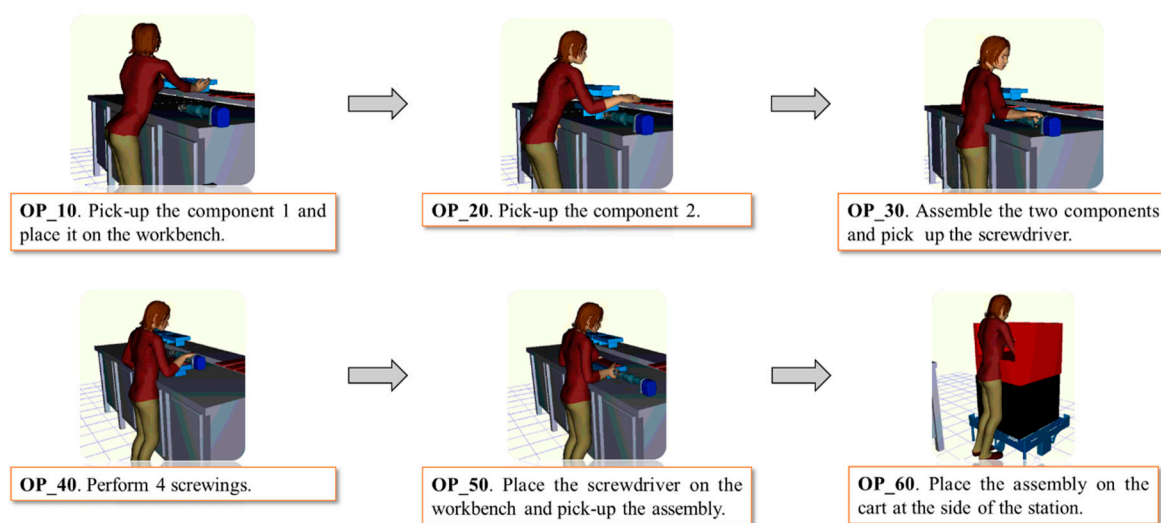 OP_10. Pick-up the component 1 and
place it on the workbench.
OP_20. Pick-up the component 2.
OP_30. Assemble the two components
and pick up the screwdriver.
OP_40. Perform 4 screwings.
OP_50. Place the screwdriver on the
workbench and pick-up the assembly.
OP_60. Place the assembly on the
cart at the side of the station.